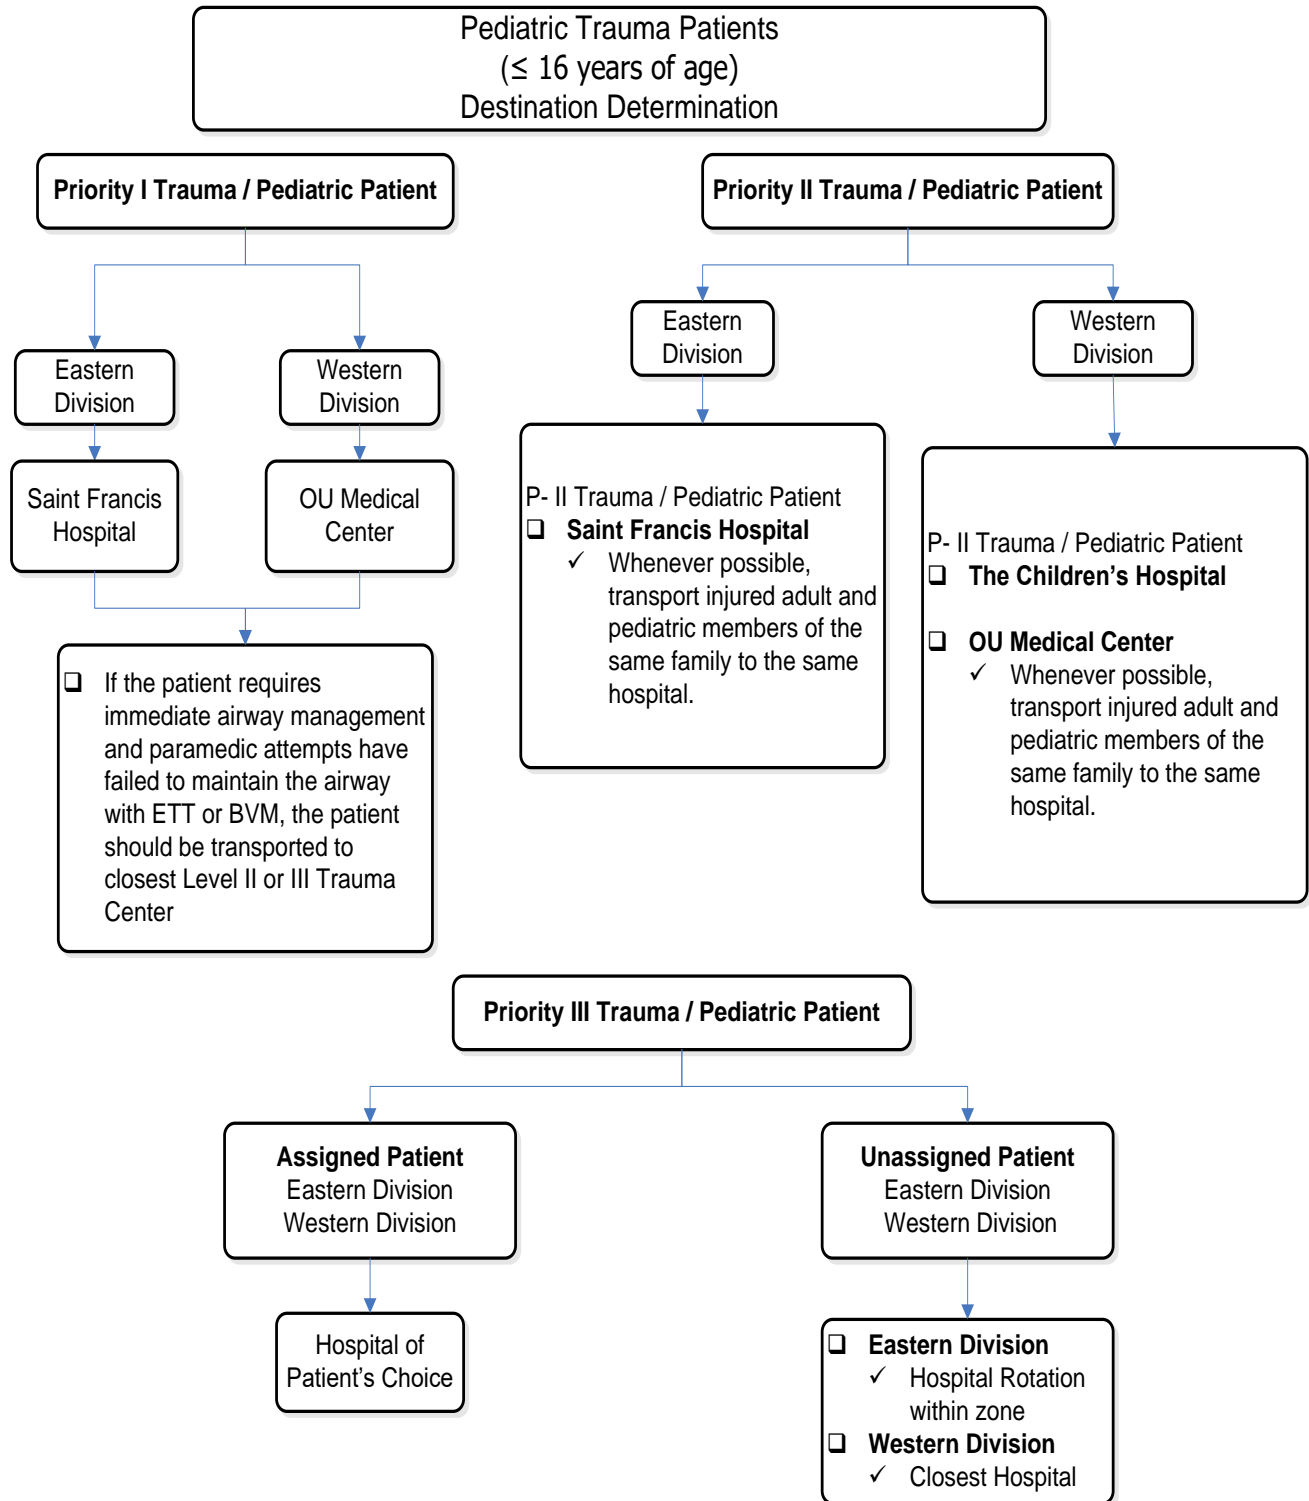 Pediatric Trauma Patients
(≤ 16 years of age)
Destination Determination
Priority I Trauma / Pediatric Patient
Eastern
Division
Western
Division
Saint Francis
Hospital
OU Medical
Center
❑ If the patient requires
immediate airway management
and paramedic attempts have
failed to maintain the airway
with ETT or BVM, the patient
should be transported to
closest Level II or III Trauma
Center
Priority II Trauma / Pediatric Patient
Eastern
Division
Western
Division
P- II Trauma / Pediatric Patient
❑ Saint Francis Hospital
✓ Whenever possible,
transport injured adult and
pediatric members of the
same family to the same
hospital.
P- II Trauma / Pediatric Patient
❑ The Children's Hospital
❑ OU Medical Center
✓ Whenever possible,
transport injured adult and
pediatric members of the
same family to the same
hospital.
Priority III Trauma / Pediatric Patient
Assigned Patient
Eastern Division
Western Division
Hospital of
Patient's Choice
Unassigned Patient
Eastern Division
Western Division
❑ Eastern Division
✓ Hospital Rotation
within zone
❑ Western Division
✓ Closest Hospital